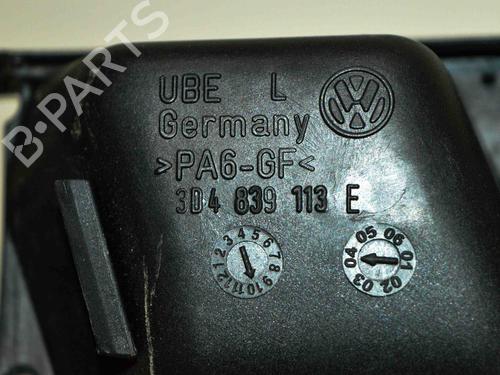 B-PARTS
UBE L
Germany
>PA6-GF<
3D4 839 113 E
1 2 3 4 5 6 7 8 9 10 11 12
01 02 03 04 05 06